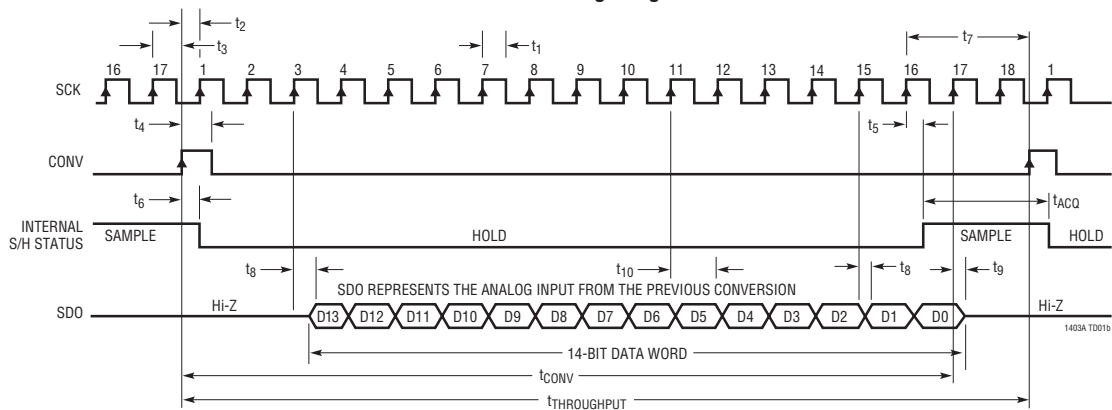 t2
t3
t1
t7
16 17 1 2 3 4 5 6 7 8 9 10 11 12 13 14 15 16 17 18 1
SCK
t4
t5
CONV
t6
tACQ
INTERNAL
S/H STATUS
SAMPLE
HOLD
SAMPLE
HOLD
t8
t10
t8
t9
SDO REPRESENTS THE ANALOG INPUT FROM THE PREVIOUS CONVERSION
SDO
Hi-Z
D13 D12 D11 D10 D9 D8 D7 D6 D5 D4 D3 D2 D1 D0
Hi-Z
1403A TD01b
14-BIT DATA WORD
tCONV
tTHROUGHPUT